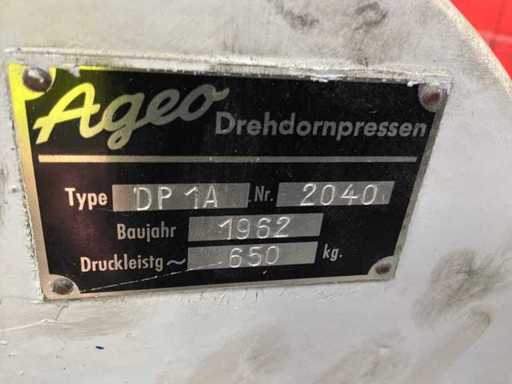 Ageo Drehdornpressen
Type DP 1A Nr. 2040
Baujahr 1962
Druckleistg ~ 650 kg.